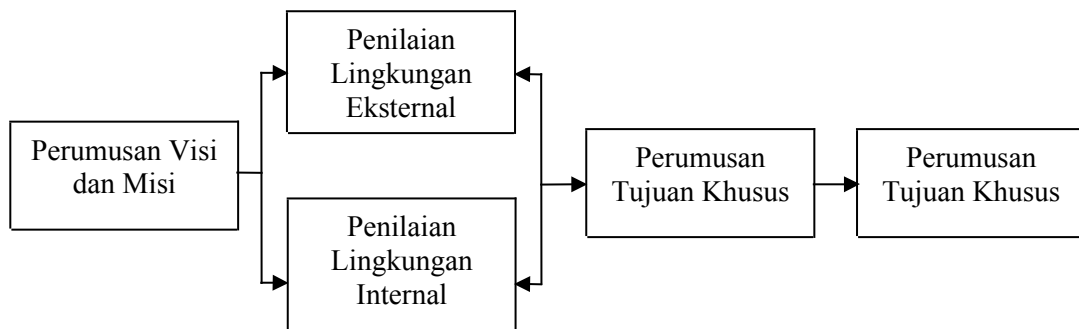 Perumusan Visi
dan Misi
Penilaian
Lingkungan
Eksternal
Penilaian
Lingkungan
Internal
Perumusan
Tujuan Khusus
Perumusan
Tujuan Khusus